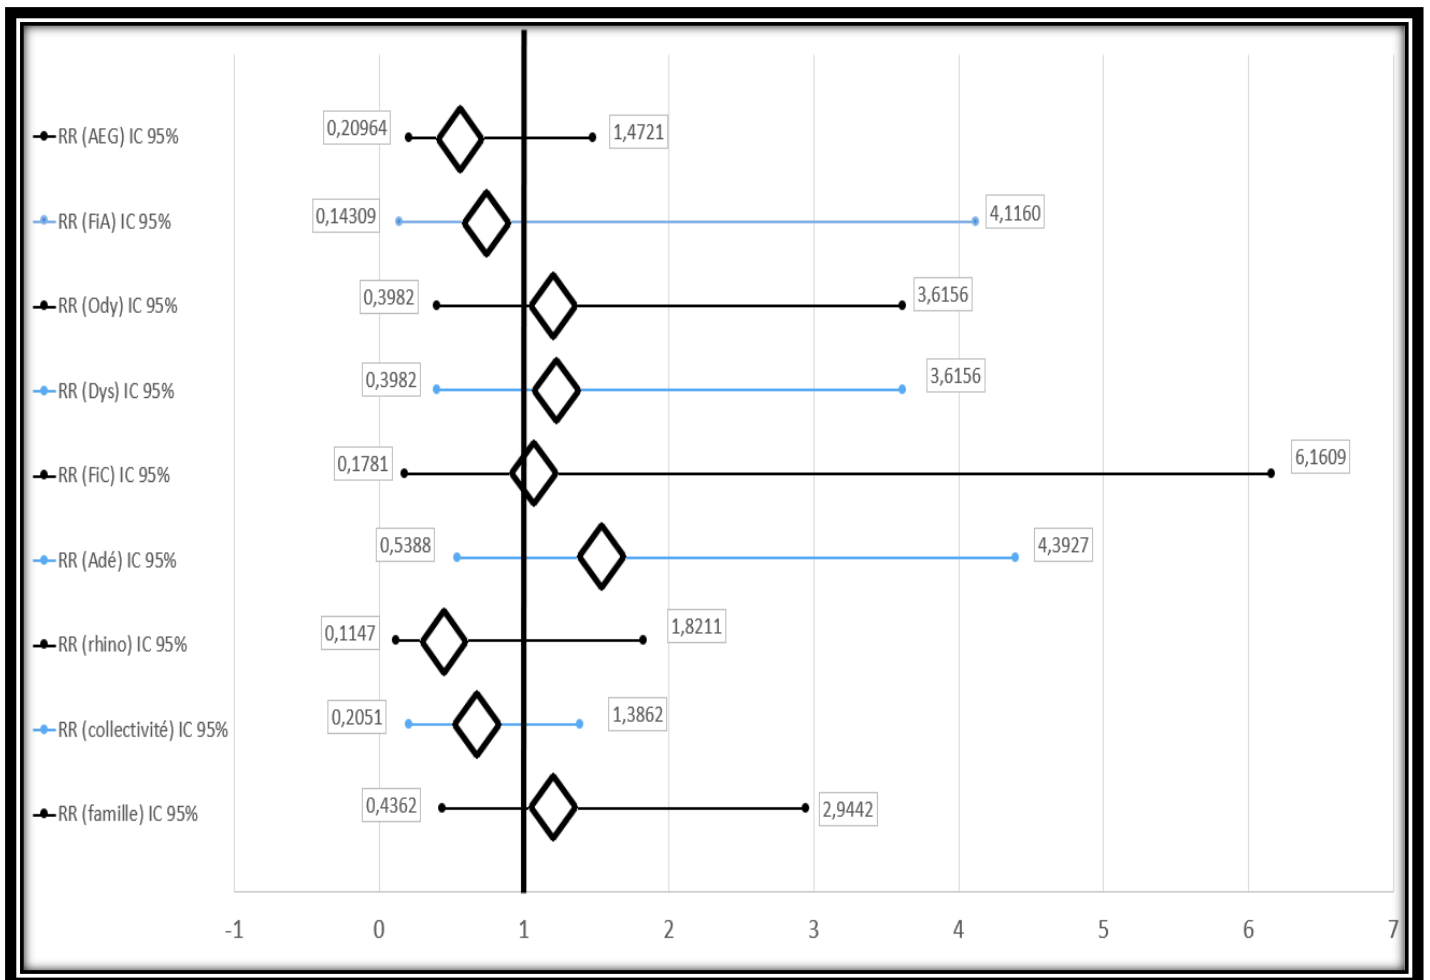 RR (AEG) IC 95%
0,20964
1,4721
RR (FiA) IC 95%
0,14309
4,1160
RR (Ody) IC 95%
0,3982
3,6156
RR (Dys) IC 95%
0,3982
3,6156
RR (FiC) IC 95%
0,1781
6,1609
RR (Adé) IC 95%
0,5388
4,3927
RR (rhino) IC 95%
0,1147
1,8211
RR (collectivité) IC 95%
0,2051
1,3862
RR (famille) IC 95%
0,4362
2,9442
-1 0 1 2 3 4 5 6 7